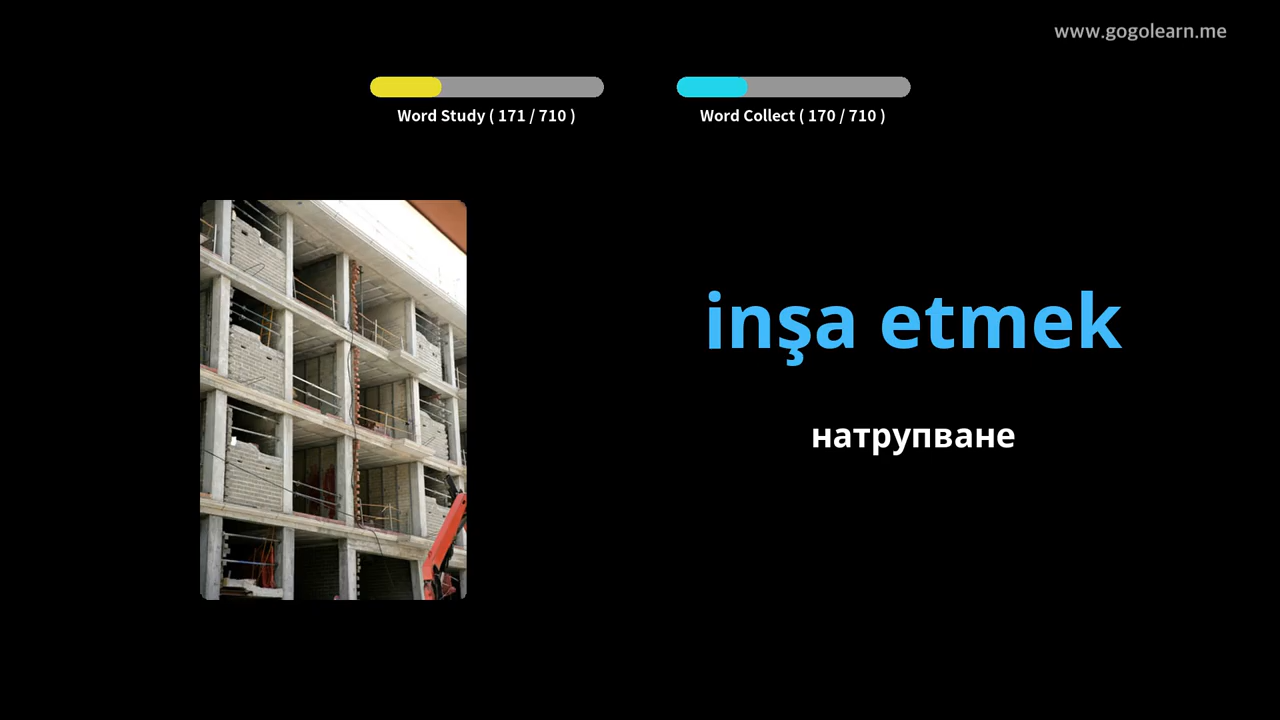 www.gogolearn.me
Word Study ( 171 / 710 )
Word Collect ( 170 / 710 )
inşa etmek
натрупване